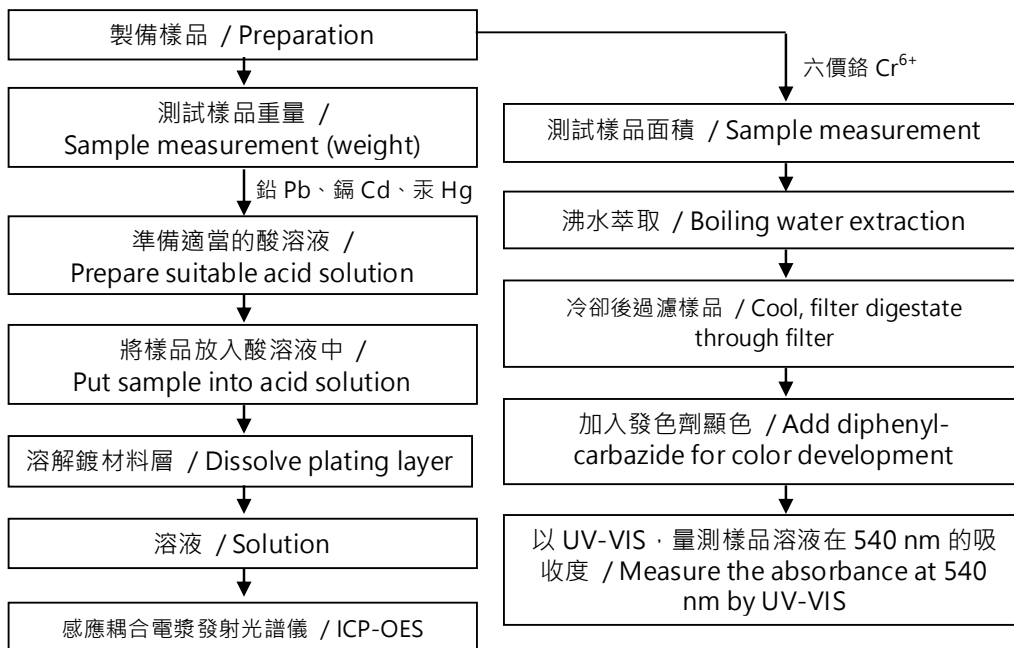 製備樣品 / Preparation
測試樣品重量 /
Sample measurement (weight)
鉛 Pb、鎘 Cd、汞 Hg
準備適當的酸溶液 /
Prepare suitable acid solution
將樣品放入酸溶液中 /
Put sample into acid solution
溶解鍍材料層 / Dissolve plating layer
溶液 / Solution
感應耦合電漿發射光譜儀 / ICP-OES
六價鉻 Cr⁶⁺
測試樣品面積 / Sample measurement
沸水萃取 / Boiling water extraction
冷卻後過濾樣品 / Cool, filter digestate
through filter
加入發色劑顯色 / Add diphenyl-
carbazide for color development
以 UV-VIS，量測樣品溶液在 540 nm 的吸
收度 / Measure the absorbance at 540
nm by UV-VIS